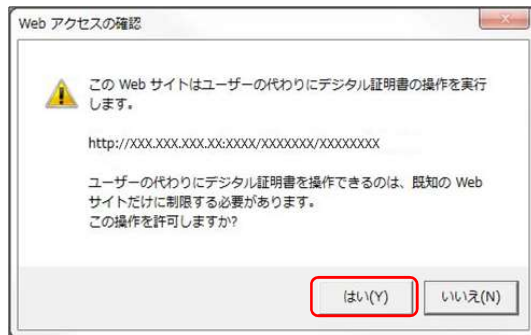 Web アクセスの確認
この Web サイトはユーザーの代わりにデジタル証明書の操作を実行
します。
http://XXX.XXX.XXX.XX:XXXX/XXXXXXX/XXXXXXXX
ユーザーの代わりにデジタル証明書を操作できるのは、既知の Web
サイトだけに制限する必要があります。
この操作を許可しますか?
はい(Y)
いいえ(N)